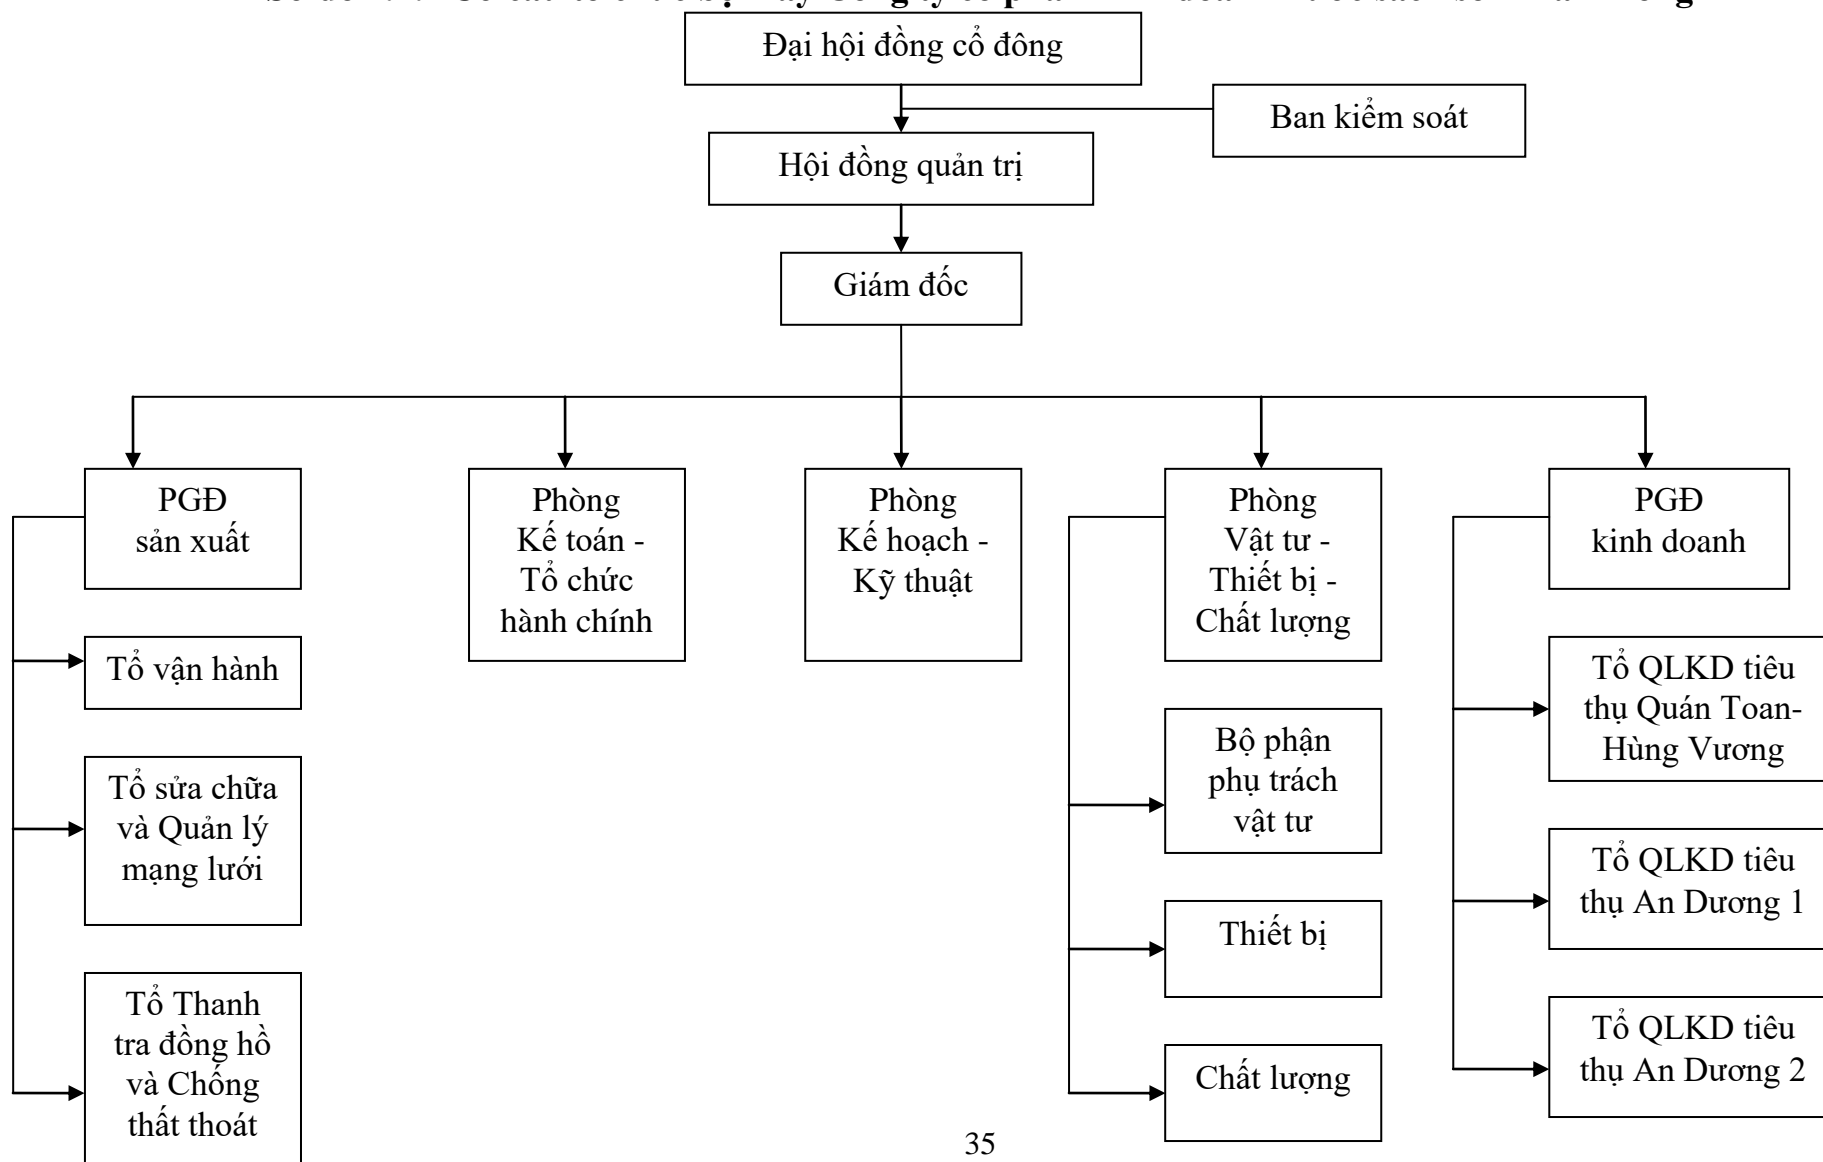 Đại hội đồng cổ đông
Ban kiểm soát
Hội đồng quản trị
Giám đốc
PGĐ
sản xuất
Phòng
Kế toán -
Tổ chức
hành chính
Phòng
Kế hoạch -
Kỹ thuật
Phòng
Vật tư -
Thiết bị -
Chất lượng
PGĐ
kinh doanh
Tổ vận hành
Tổ sửa chữa
và Quản lý
mạng lưới
Tổ Thanh
tra đồng hồ
và Chống
thất thoát
Bộ phận
phụ trách
vật tư
Thiết bị
Chất lượng
Tổ QLKD tiêu
thụ Quán Toan-
Hùng Vương
Tổ QLKD tiêu
thụ An Dương 1
Tổ QLKD tiêu
thụ An Dương 2
35